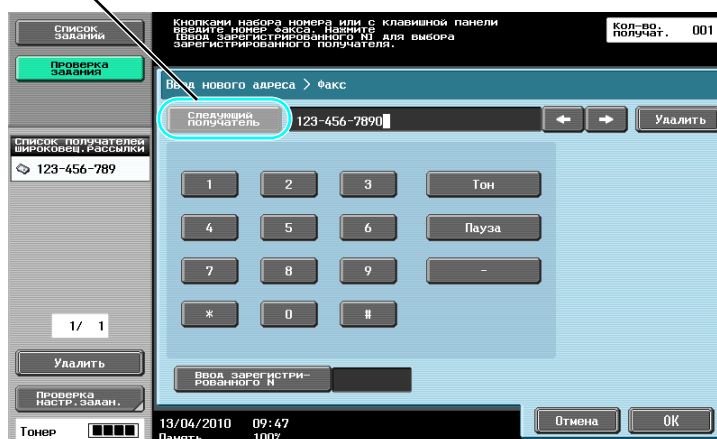 Список
заданий
Кнопками набора номера или с клавишной панели
введите номер факса. Нажмите
[Ввод зарегистрированного N] для выбора
зарегистрированного получателя.
Кол-во.
получат. 001
Проверка
задания
Ввод нового адреса > Факс
Следующий
получатель
123-456-7890
Удалить
Список получателей
широковещ.рассылки
123-456-789
1 2 3 Тон
4 5 6 Пауза
7 8 9 -
* 0 #
1/ 1
Удалить
Ввод зарегистри-
рованного N
Проверка
настр.задан.
Отмена OK
Тонер
13/04/2010 09:47
Память 100%